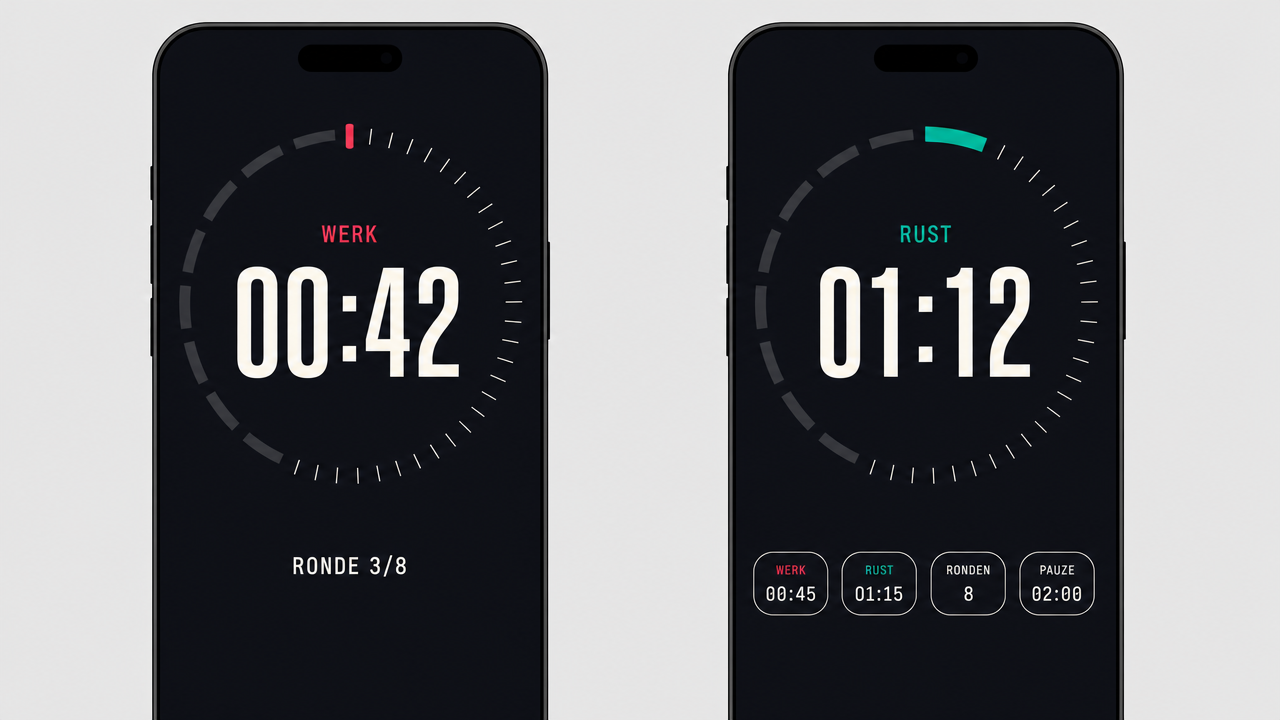 WERK
00:42
RONDE 3/8
RUST
01:12
WERK
00:45
RUST
01:15
RONDEN
8
PAUZE
02:00